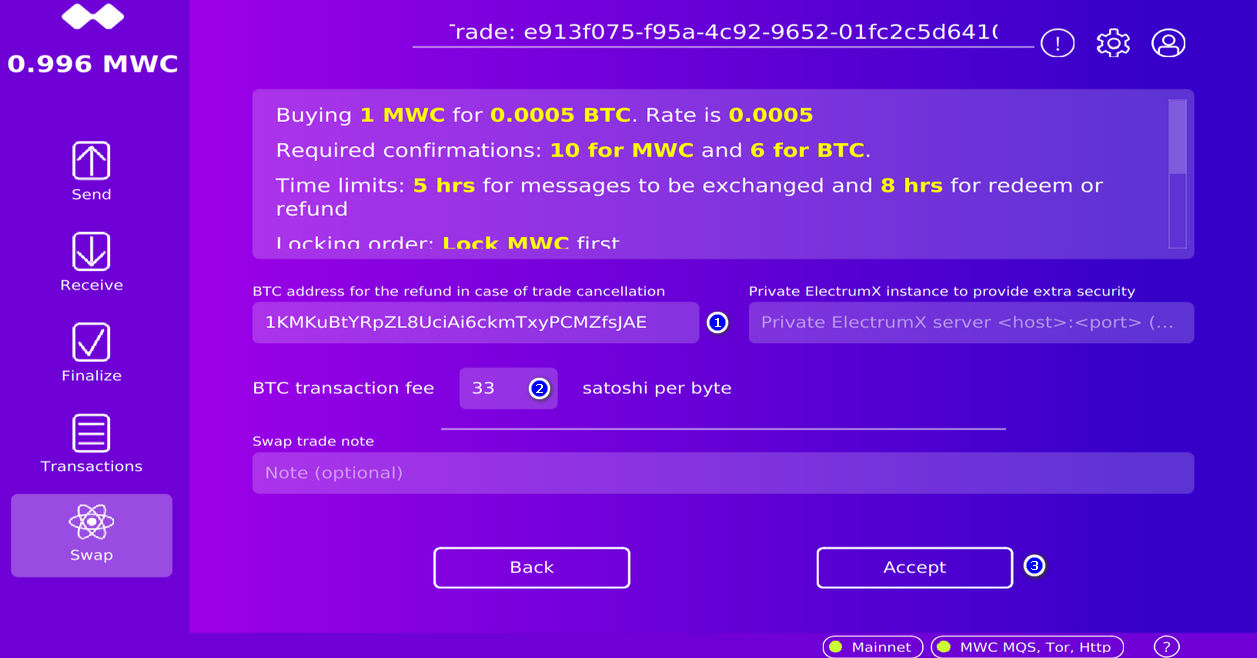 Trade: e913f075-f95a-4c92-9652-01fc2c5d6410
0.996 MWC
Buying 1 MWC for 0.0005 BTC. Rate is 0.0005
Required confirmations: 10 for MWC and 6 for BTC.
Time limits: 5 hrs for messages to be exchanged and 8 hrs for redeem or
refund
Locking order: Lock MWC first
Send
Receive
Finalize
Transactions
Swap
BTC address for the refund in case of trade cancellation
1KMKuBtYRpZL8UciAi6ckmTxyPCMZfsJAE
1
Private ElectrumX instance to provide extra security
Private ElectrumX server <host>:<port> (...
BTC transaction fee 33 2 satoshi per byte
Swap trade note
Note (optional)
Back
Accept
3
Mainnet
MWC MQS, Tor, Http
?